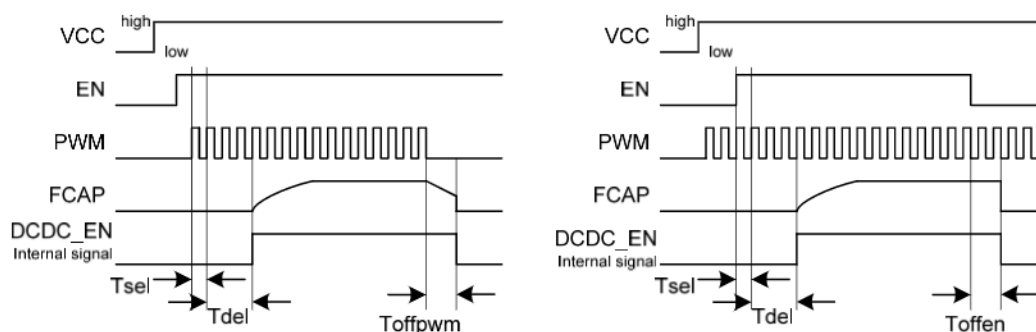 VCC
high
low
EN
PWM
FCAP
DCDC_EN
Internal signal
Tsel
Tdel
Toffpwm
VCC
high
low
EN
PWM
FCAP
DCDC_EN
Internal signal
Tsel
Tdel
Toffen